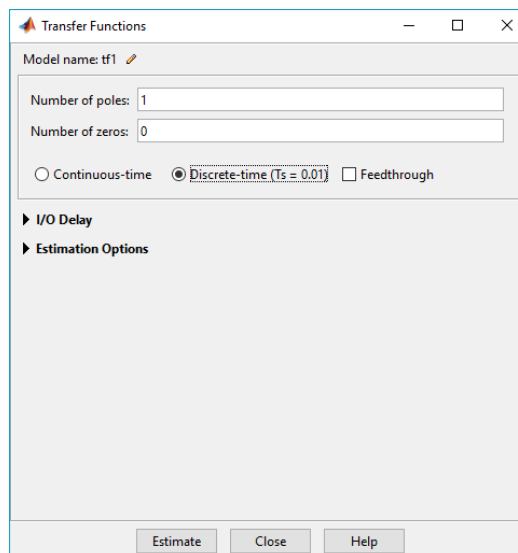 Transfer Functions
Model name: tf1
Number of poles: 1
Number of zeros: 0
Continuous-time Discrete-time (Ts = 0.01) Feedthrough
I/O Delay
Estimation Options
Estimate Close Help